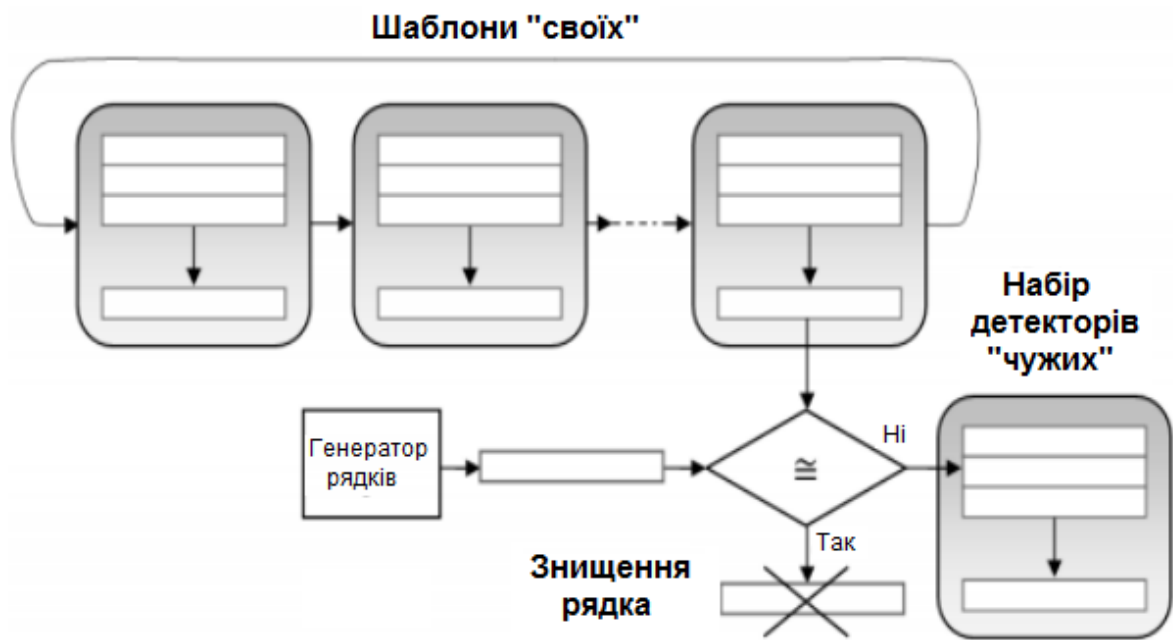 Шаблони "своїх"
Набір
детекторів
"чужих"
Генератор
рядків
≅
Ні
Так
Знищення
рядка